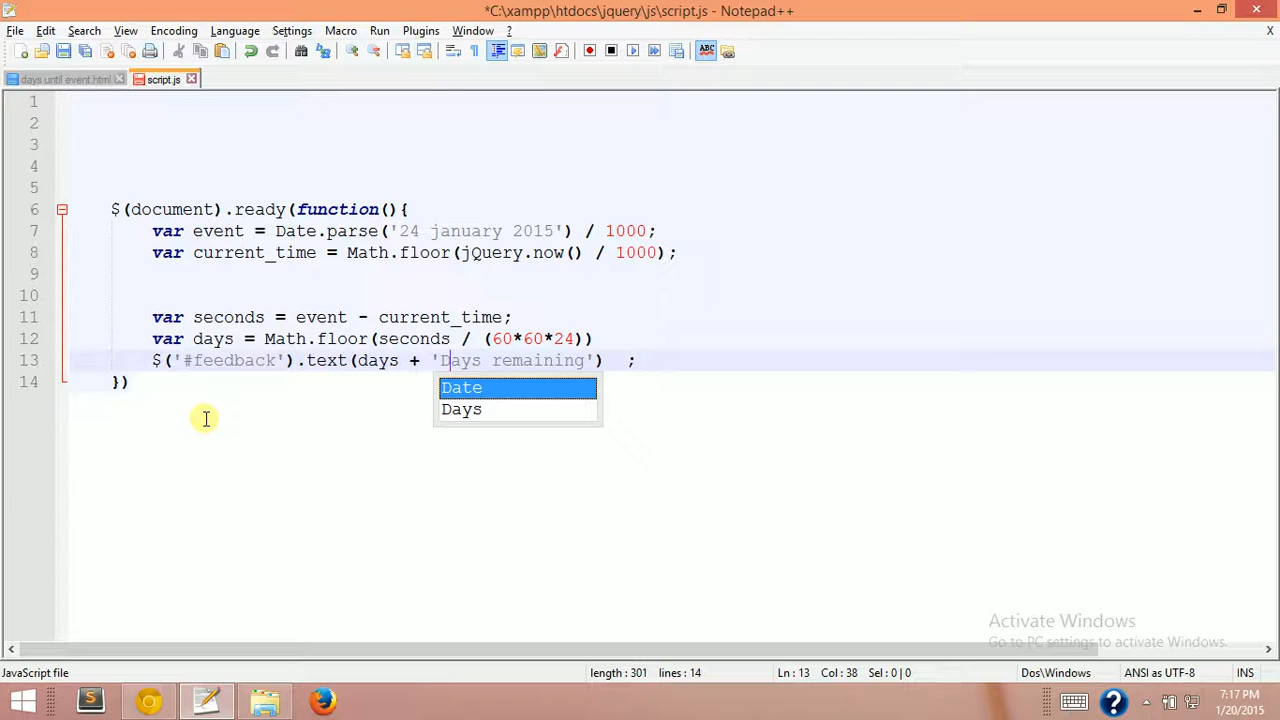 *C:\xampp\htdocs\jquery\js\script.js - Notepad++
File Edit Search View Encoding Language Settings Macro Run Plugins Window ? X
ABC
days until event.html script.js
1
2
3
4
5
6 $(document).ready(function(){
7 var event = Date.parse('24 january 2015') / 1000;
8 var current_time = Math.floor(jQuery.now() / 1000);
9
10
11 var seconds = event - current_time;
12 var days = Math.floor(seconds / (60*60*24))
13 $('#feedback').text(days + 'Days remaining') ;
14 })
Date
Days
Activate Windows
Go to PC settings to activate Windows.
JavaScript file length : 301 lines : 14 Ln : 13 Col : 38 Sel : 0 | 0 Dos\Windows ANSI as UTF-8 INS
7:17 PM
1/20/2015